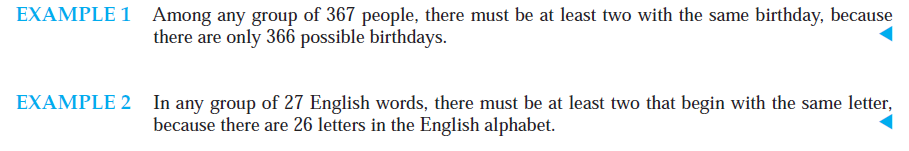 EXAMPLE 1 Among any group of 367 people, there must be at least two with the same birthday, because
there are only 366 possible birthdays.
EXAMPLE 2 In any group of 27 English words, there must be at least two that begin with the same letter,
because there are 26 letters in the English alphabet.